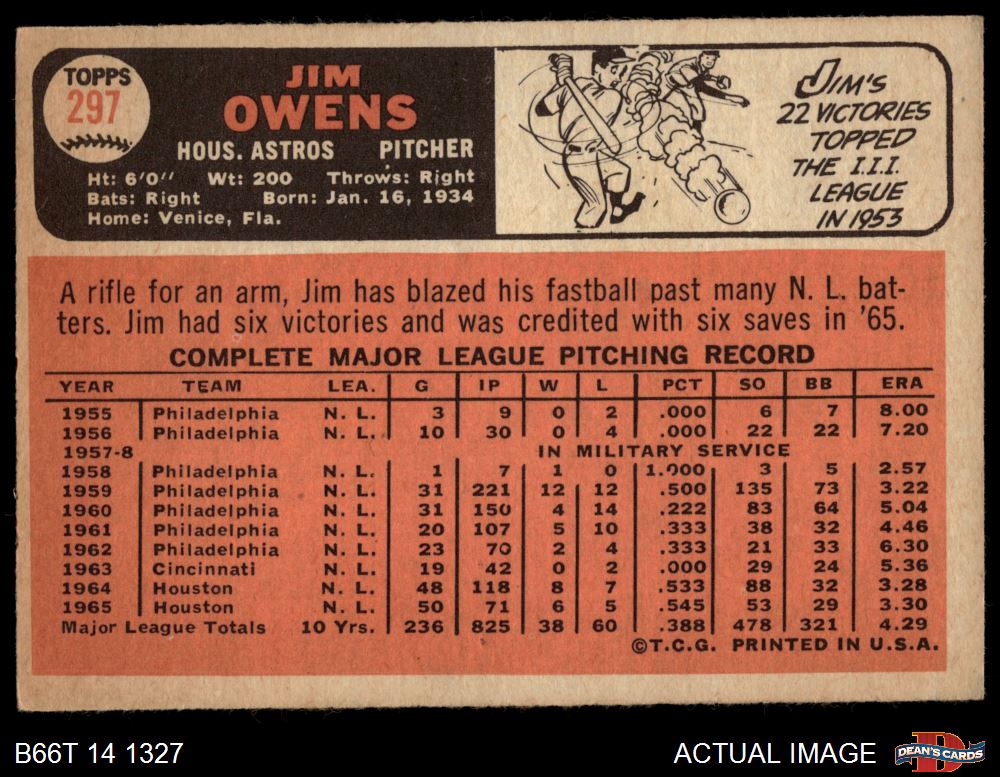 TOPPS
297
JIM
OWENS
HOUS. ASTROS PITCHER
Ht: 6'0" Wt: 200 Throws: Right
Bats: Right Born: Jan. 16, 1934
Home: Venice, Fla.
JIM'S
22 VICTORIES
TOPPED
THE I.I.I.
LEAGUE
IN 1953
A rifle for an arm, Jim has blazed his fastball past many N. L. bat-
ters. Jim had six victories and was credited with six saves in '65.
COMPLETE MAJOR LEAGUE PITCHING RECORD
YEAR TEAM LEA. G IP W L PCT SO BB ERA
1955 Philadelphia N. L. 3 9 0 2 .000 6 7 8.00
1956 Philadelphia N. L. 10 30 0 4 .000 22 22 7.20
1957-8 IN MILITARY SERVICE
1958 Philadelphia N. L. 1 7 1 0 1.000 3 5 2.57
1959 Philadelphia N. L. 31 221 12 12 .500 135 73 3.22
1960 Philadelphia N. L. 31 150 4 14 .222 83 64 5.04
1961 Philadelphia N. L. 20 107 5 10 .333 38 32 4.46
1962 Philadelphia N. L. 23 70 2 4 .333 21 33 6.30
1963 Cincinnati N. L. 19 42 0 2 .000 29 24 5.36
1964 Houston N. L. 48 118 8 7 .533 88 32 3.28
1965 Houston N. L. 50 71 6 5 .545 53 29 3.30
Major League Totals 10 Yrs. 236 825 38 60 .388 478 321 4.29
©T.C.G. PRINTED IN U.S.A.
B66T 14 1327
ACTUAL IMAGE
DEAN'S CARDS